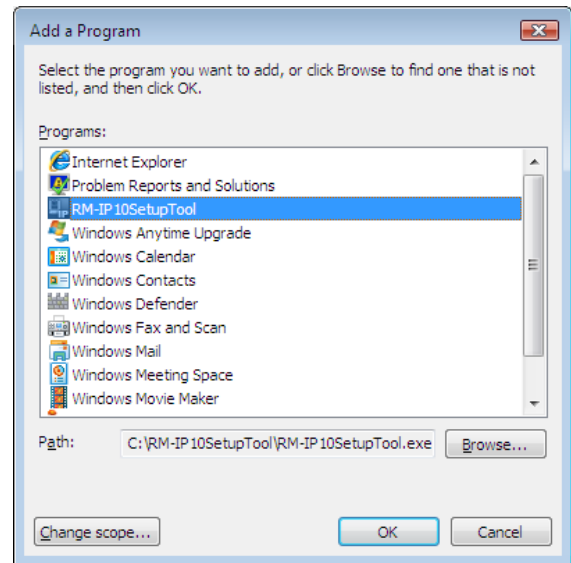 Add a Program
Select the program you want to add, or click Browse to find one that is not
listed, and then click OK.
Programs:
Internet Explorer
Problem Reports and Solutions
IP
RM-IP10SetupTool
Windows Anytime Upgrade
Windows Calendar
Windows Contacts
Windows Defender
Windows Fax and Scan
Windows Mail
Windows Meeting Space
Windows Movie Maker
Path:
C:\RM-IP10SetupTool\RM-IP10SetupTool.exe
Browse...
Change scope...
OK
Cancel